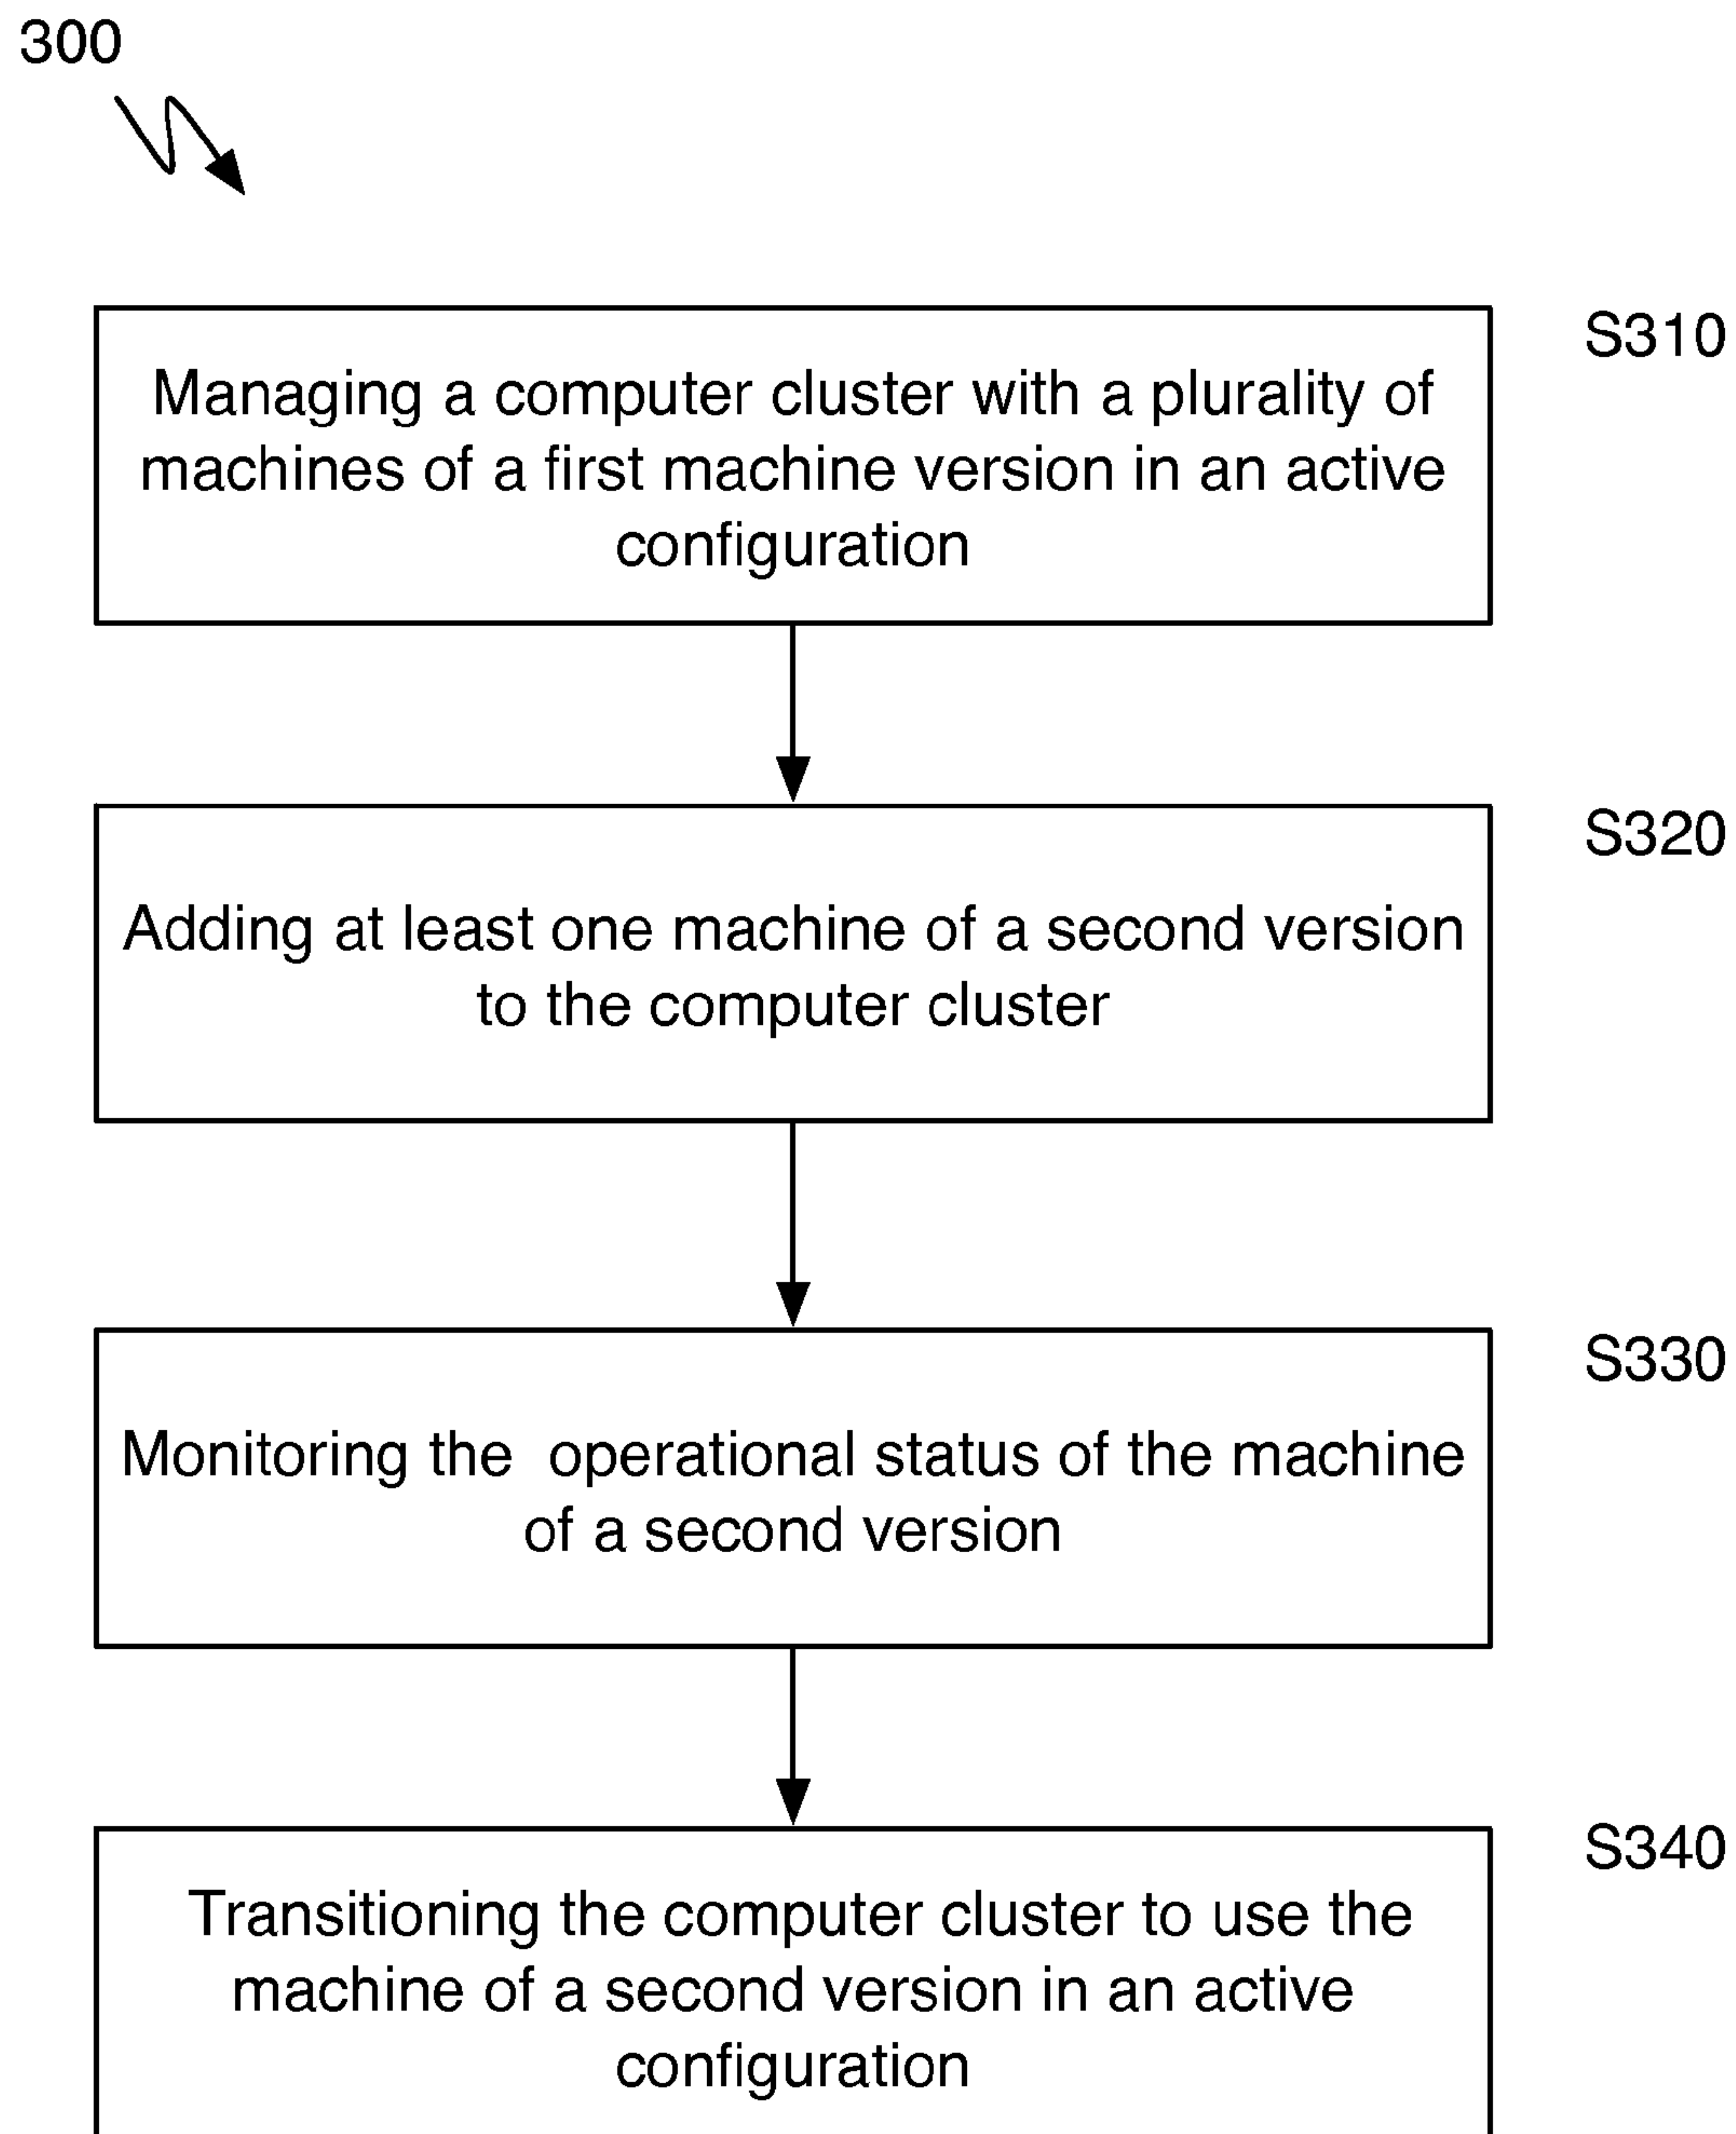 300
S310
Managing a computer cluster with a plurality of
machines of a first machine version in an active
configuration
S320
Adding at least one machine of a second version
to the computer cluster
S330
Monitoring the operational status of the machine
of a second version
S340
Transitioning the computer cluster to use the
machine of a second version in an active
configuration